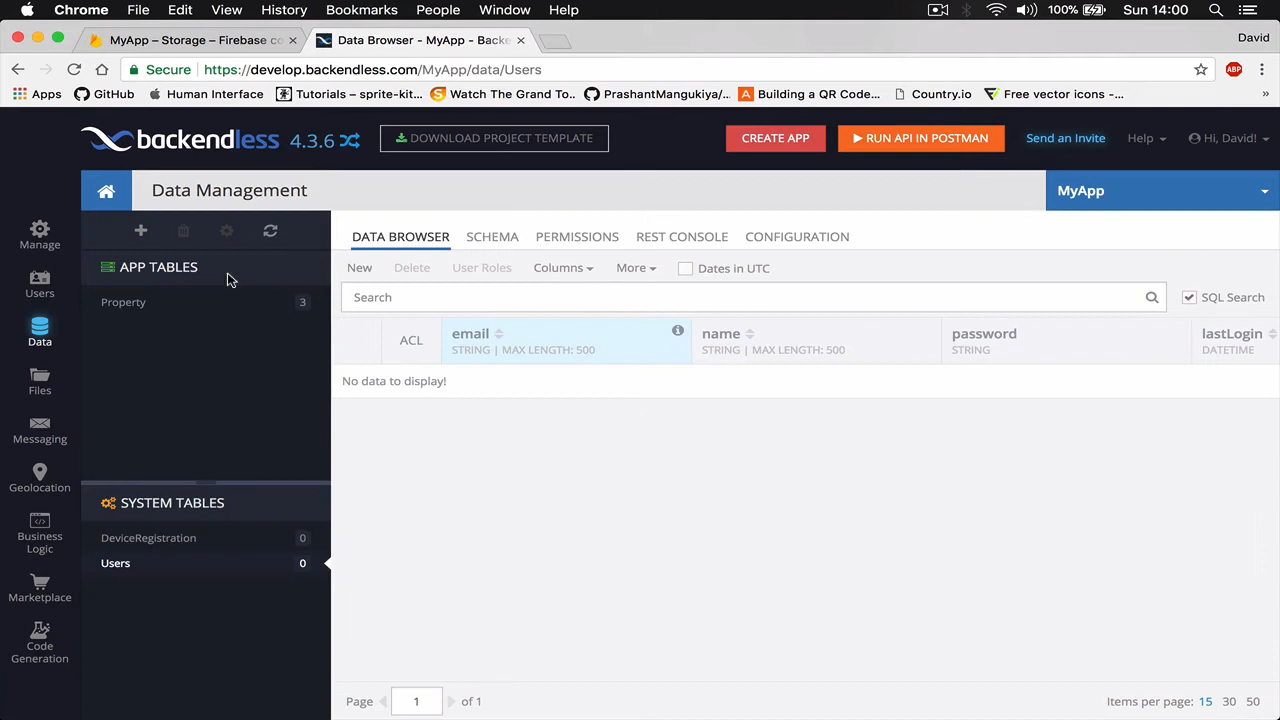 Chrome File Edit View History Bookmarks People Window Help 100% Sun 14:00
MyApp – Storage – Firebase co Data Browser - MyApp - Backe David
Secure https://develop.backendless.com/MyApp/data/Users ABP
Apps GitHub Human Interface Tutorials – sprite-kit... Watch The Grand To... PrashantMangukiya/... Building a QR Code... Country.io Free vector icons - ... »
backendless 4.3.6 DOWNLOAD PROJECT TEMPLATE CREATE APP RUN API IN POSTMAN Send an Invite Help Hi, David!
Data Management MyApp
Manage
Users
Data
Files
Messaging
Geolocation
Business
Logic
Marketplace
Code
Generation
APP TABLES
Property 3
SYSTEM TABLES
DeviceRegistration 0
Users 0
DATA BROWSER SCHEMA PERMISSIONS REST CONSOLE CONFIGURATION
New Delete User Roles Columns More Dates in UTC
Search SQL Search
ACL email name password lastLogin
STRING | MAX LENGTH: 500 STRING | MAX LENGTH: 500 STRING DATETIME
No data to display!
Page 1 of 1 Items per page: 15 30 50